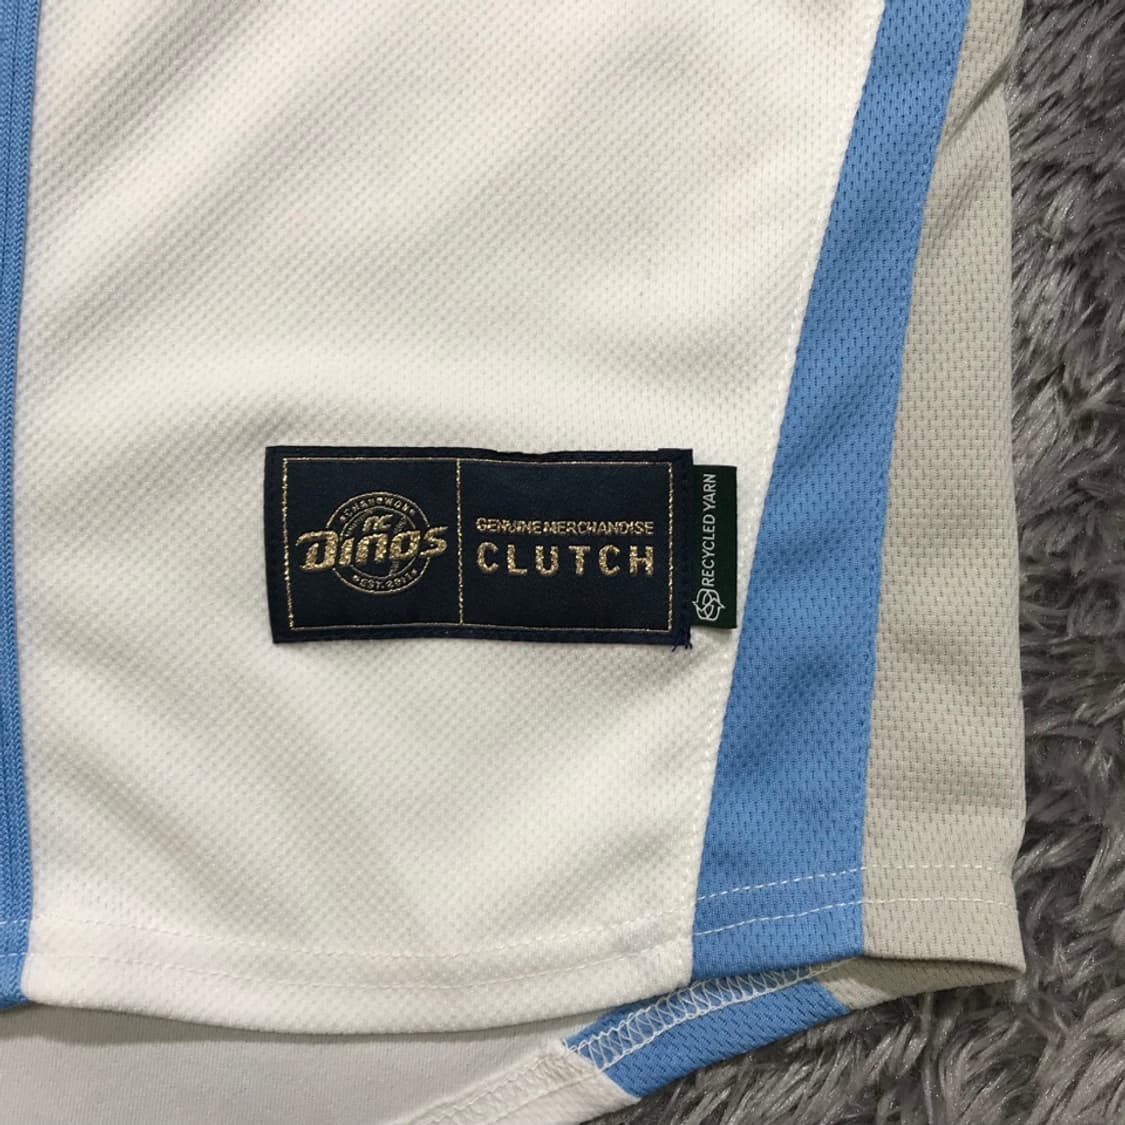 CHANGWON
NC
Dinos
EST. 2011
GENUINE MERCHANDISE
CLUTCH
RECYCLED YARN